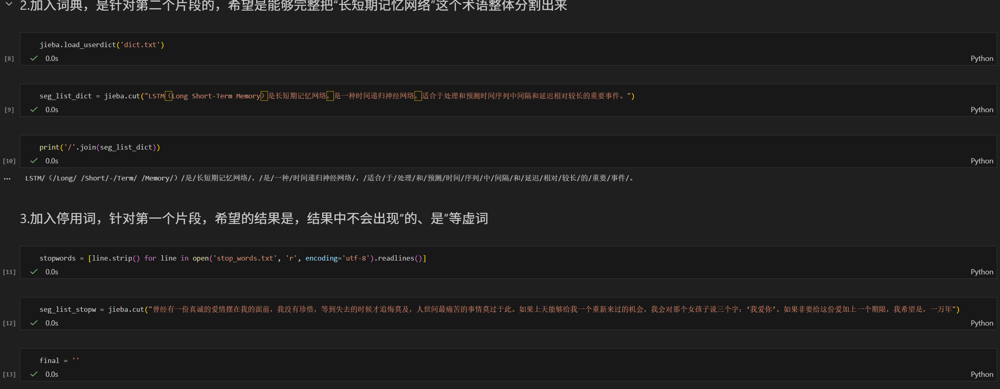 2.加入词典，是针对第二个片段的，希望是能够完整把“长短期记忆网络”这个术语整体分割出来
jieba.load_userdict('dict.txt')
[8] 0.0s Python
seg_list_dict = jieba.cut("LSTM（Long Short-Term Memory）是长短期记忆网络，是一种时间递归神经网络，适合于处理和预测时间序列中间隔和延迟相对较长的重要事件。")
[9] 0.0s Python
print('/'.join(seg_list_dict))
[10] 0.0s Python
LSTM/（/Long/ /Short/-/Term/ /Memory/）/是/长短期记忆网络/，/是/一种/时间递归神经网络/，/适合/于/处理/和/预测/时间/序列/中/间隔/和/延迟/相对/较长/的/重要/事件/。
3.加入停用词，针对第一个片段，希望的结果是，结果中不会出现“的、是”等虚词
stopwords = [line.strip() for line in open('stop_words.txt', 'r', encoding='utf-8').readlines()]
[11] 0.0s Python
seg_list_stopw = jieba.cut("曾经有一份真诚的爱情摆在我的面前，我没有珍惜，等到失去的时候才追悔莫及，人世间最痛苦的事情莫过于此。如果上天能够给我一个重新来过的机会，我会对那个女孩子说三个字：‘我爱你’。如果非要给这份爱加上一个期限，我希望是，一万年")
[12] 0.0s Python
final = ''
[13] 0.0s Python